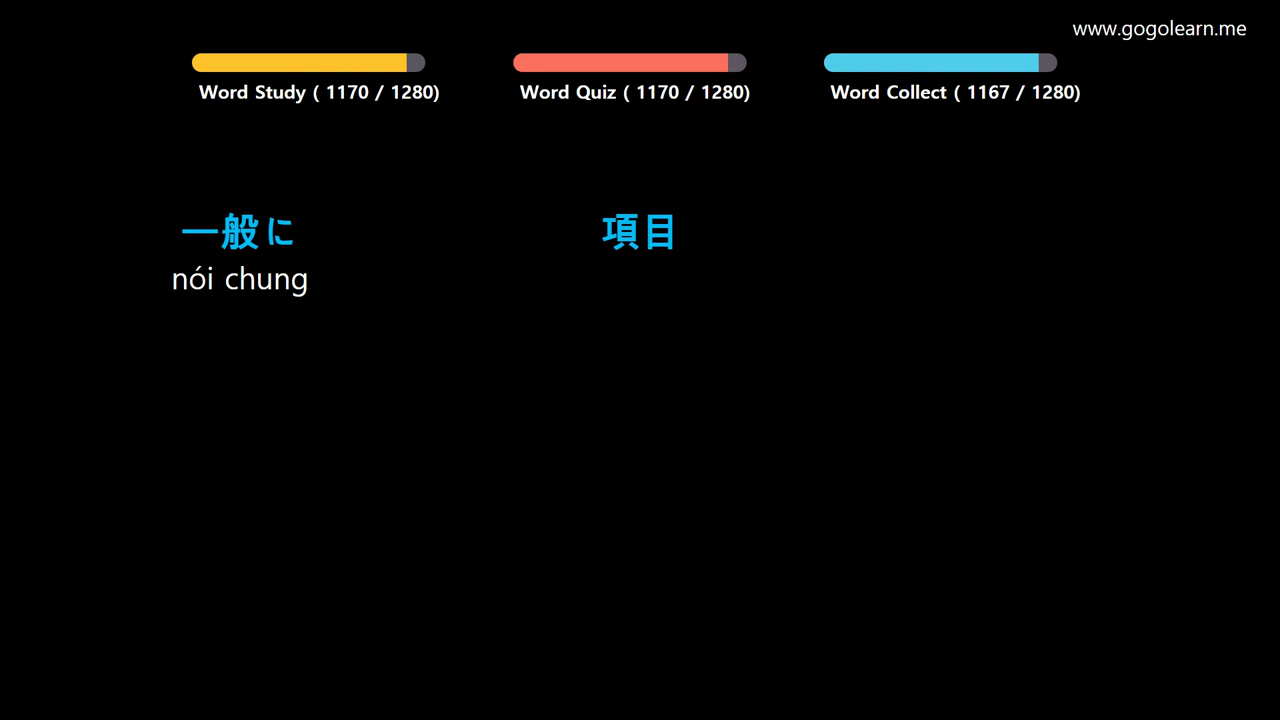 www.gogolearn.me
Word Study ( 1170 / 1280)
Word Quiz ( 1170 / 1280)
Word Collect ( 1167 / 1280)
一般に
nói chung
項目